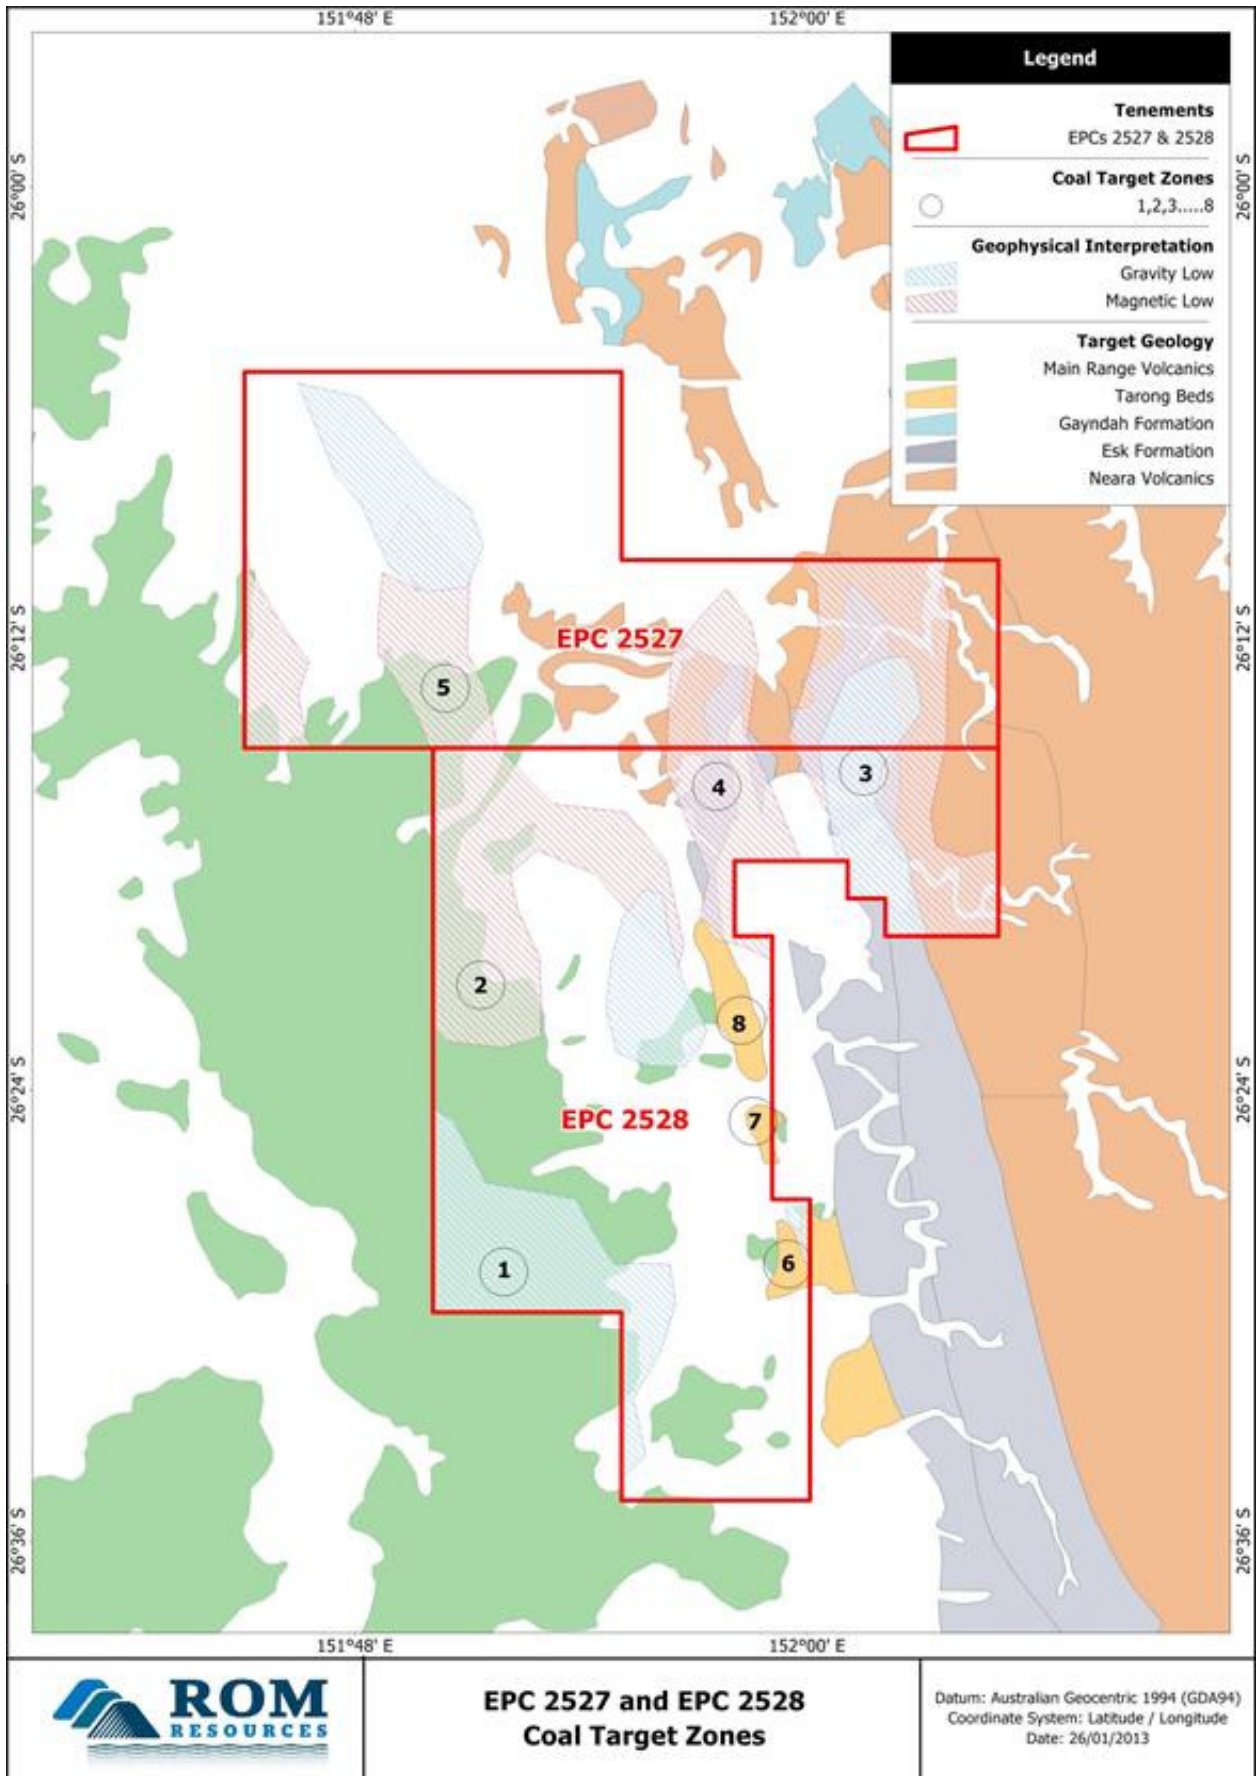 151°48' E
152°00' E
Legend
Tenements
EPCs 2527 & 2528
Coal Target Zones
1,2,3.....8
Geophysical Interpretation
Gravity Low
Magnetic Low
Target Geology
Main Range Volcanics
Tarong Beds
Gayndah Formation
Esk Formation
Neara Volcanics
26°00' S
26°00' S
26°12' S
26°12' S
EPC 2527
5
4
3
2
8
26°24' S
26°24' S
EPC 2528
7
6
1
26°36' S
26°36' S
151°48' E
152°00' E
ROM
RESOURCES
EPC 2527 and EPC 2528
Coal Target Zones
Datum: Australian Geocentric 1994 (GDA94)
Coordinate System: Latitude / Longitude
Date: 26/01/2013